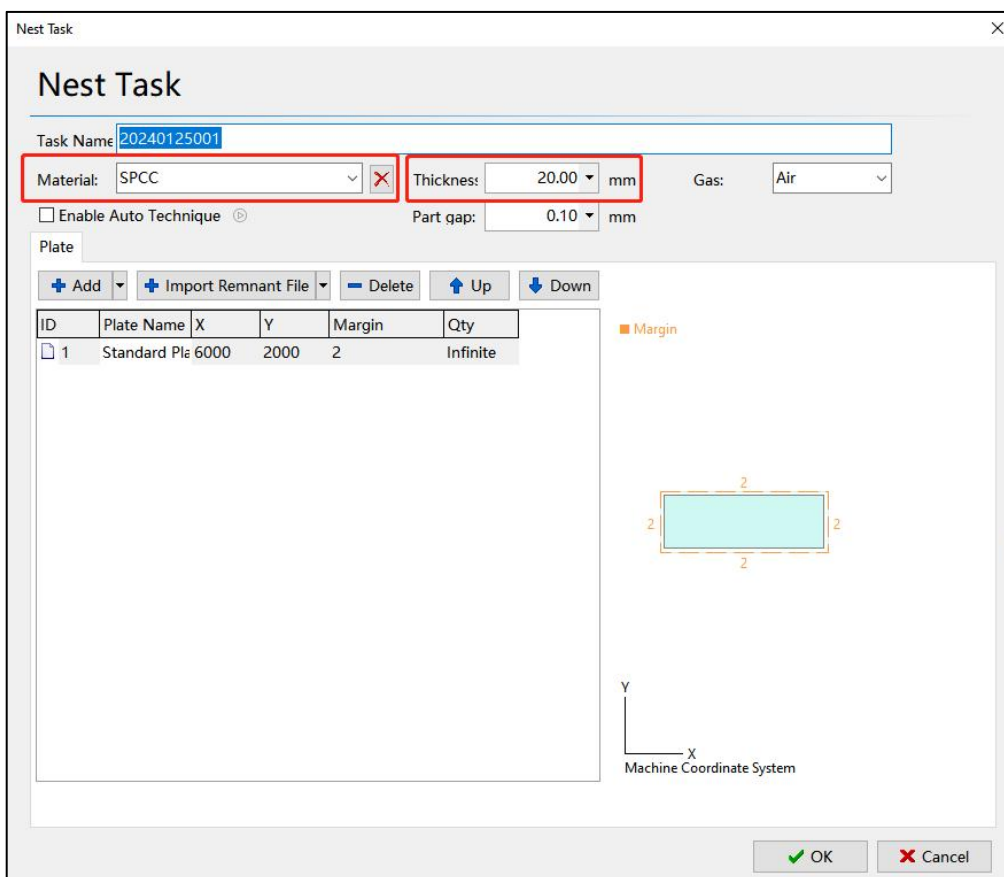 Nest Task
Nest Task
Task Name 20240125001
Material: SPCC Thicknes: 20.00 mm Gas: Air
Enable Auto Technique Part gap: 0.10 mm
Plate
Add Import Remnant File Delete Up Down
ID Plate Name X Y Margin Qty
1 Standard Pla 6000 2000 2 Infinite
Margin
2
2 2
2
Y
X
Machine Coordinate System
OK Cancel